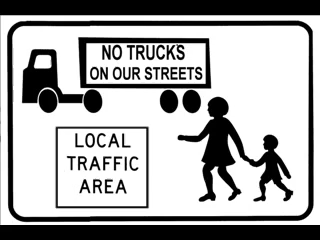 NO TRUCKS
ON OUR STREETS
LOCAL
TRAFFIC
AREA